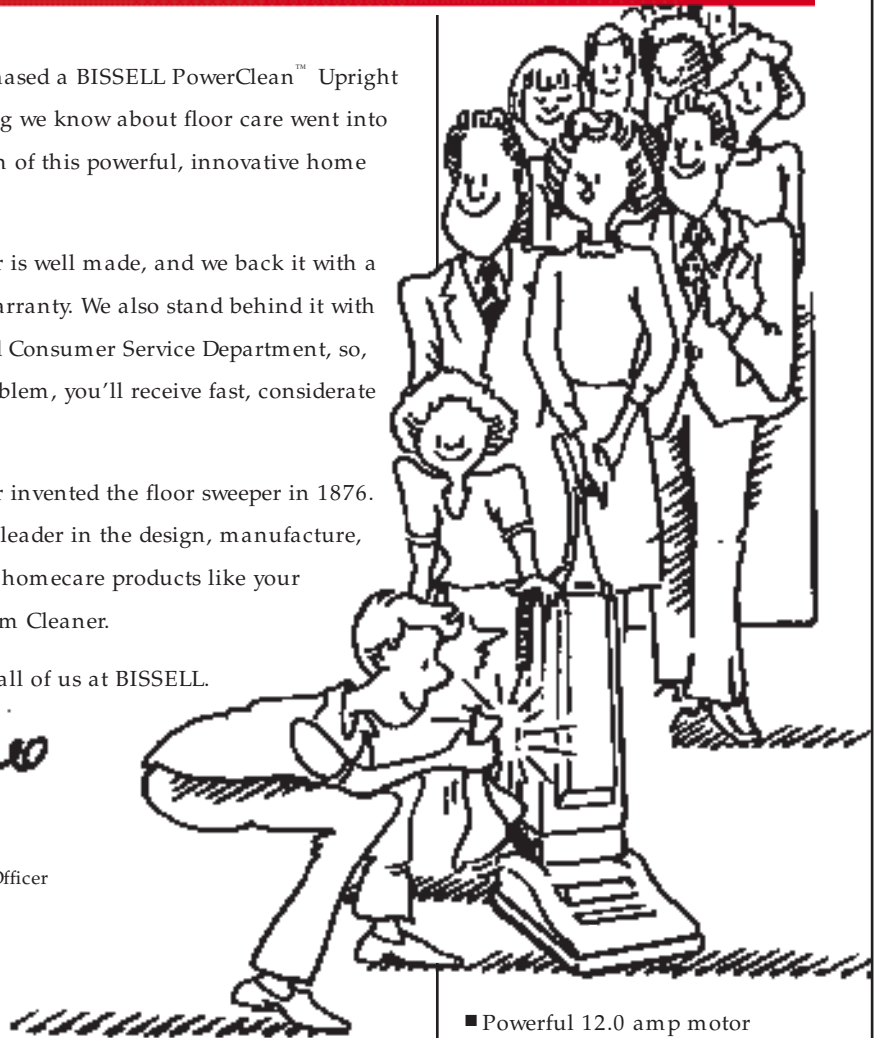 ased a BISSELL PowerClean™ Upright
g we know about floor care went into
of this powerful, innovative home
is well made, and we back it with a
arranty. We also stand behind it with
Consumer Service Department, so,
blem, you’ll receive fast, considerate
invented the floor sweeper in 1876.
leader in the design, manufacture,
homecare products like your
m Cleaner.
all of us at BISSELL.
Officer
■ Powerful 12.0 amp motor